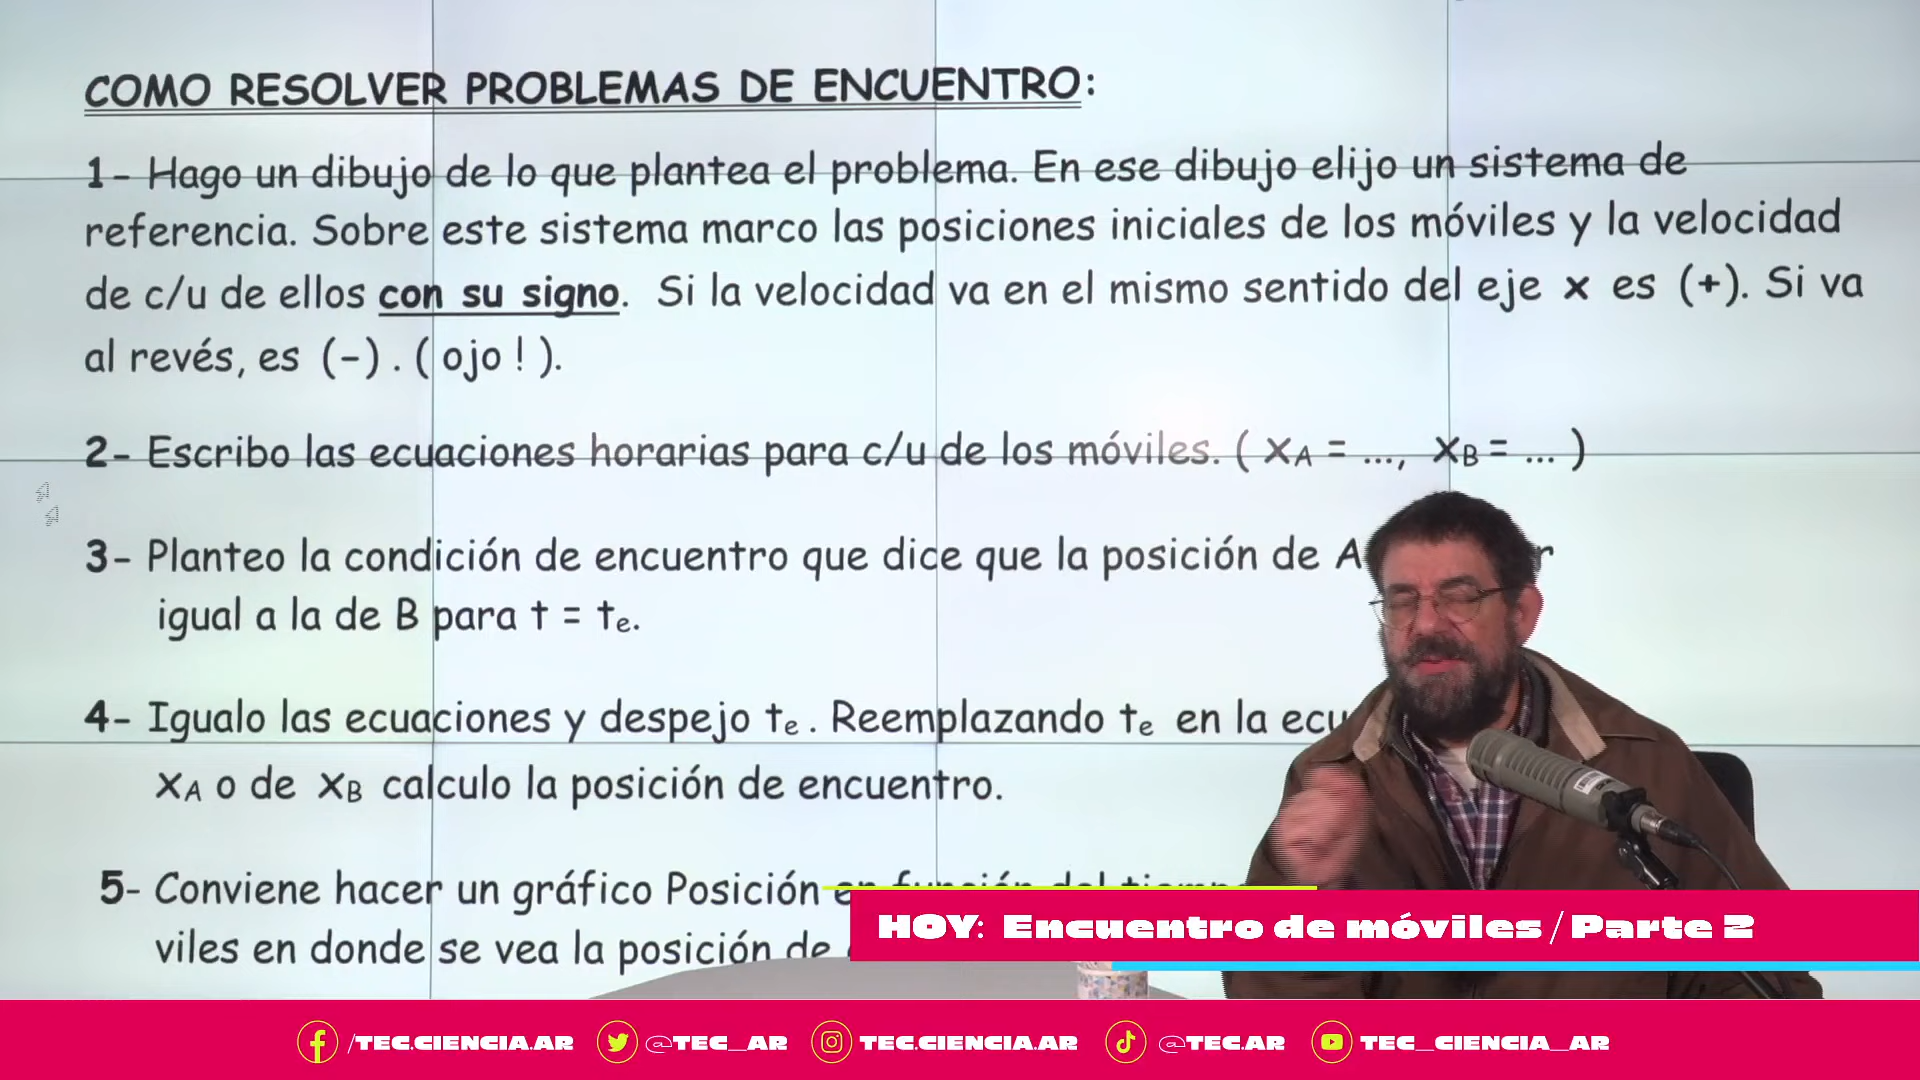 COMO RESOLVER PROBLEMAS DE ENCUENTRO:
1- Hago un dibujo de lo que plantea el problema. En ese dibujo elijo un sistema de
referencia. Sobre este sistema marco las posiciones iniciales de los móviles y la velocidad
de c/u de ellos con su signo. Si la velocidad va en el mismo sentido del eje x es (+). Si va
al revés, es (-) . ( ojo ! ).
2- Escribo las ecuaciones horarias para c/u de los móviles. ( xA = ..., xB = ... )
3- Planteo la condición de encuentro que dice que la posición de A
igual a la de B para t = te.
4- Igualo las ecuaciones y despejo te . Reemplazando te en la
xA o de xB calculo la posición de encuentro.
5- Conviene hacer un gráfico Posición en función del tiempo
viles en donde se vea la posición de
HOY: Encuentro de móviles / Parte 2
/TEC.CIENCIA.AR @TEC_AR TEC.CIENCIA.AR @TEC.AR TEC_CIENCIA_AR